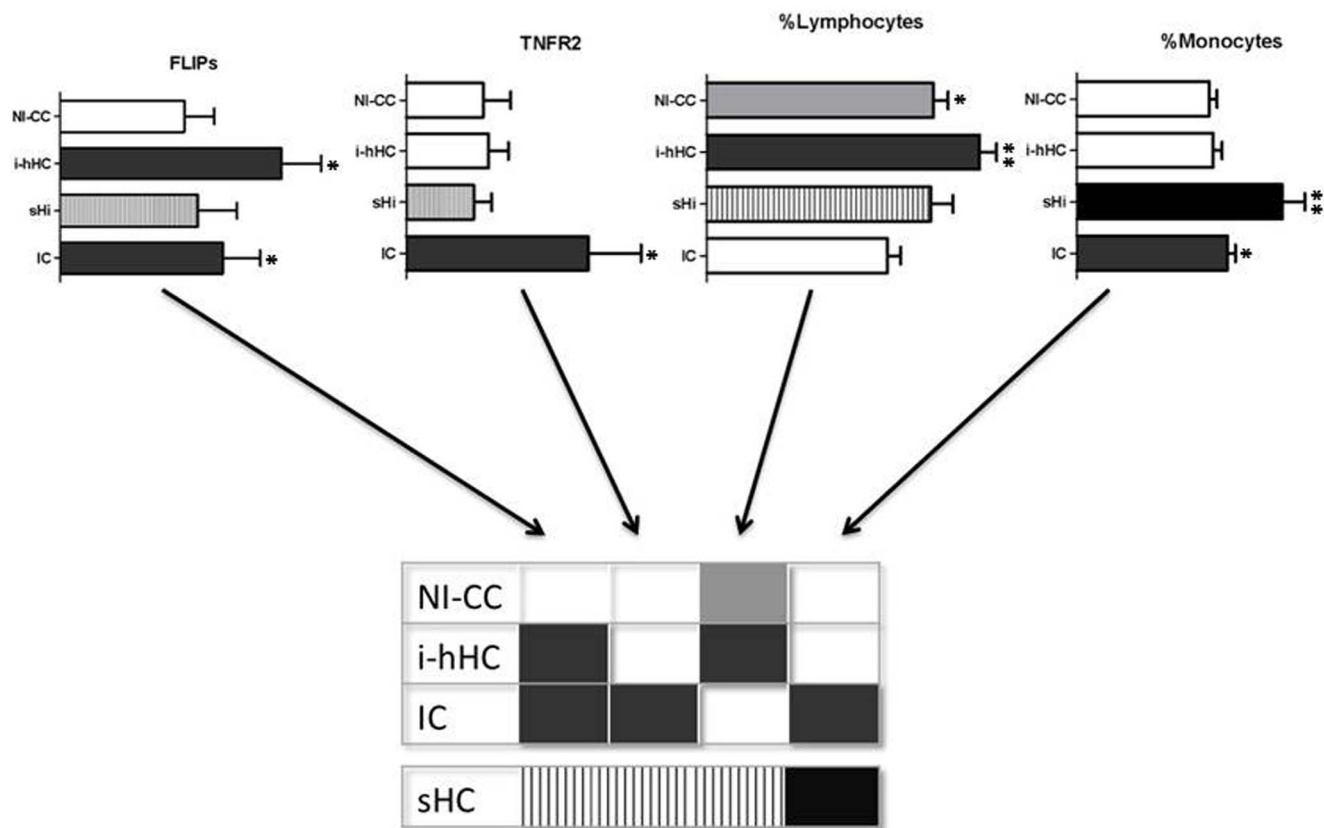 FLIPs
NI-CC
i-hHC
sHi
IC
*
*
TNFR2
NI-CC
i-hHC
sHi
IC
*
%Lymphocytes
NI-CC
i-hHC
sHi
IC
*
**
%Monocytes
NI-CC
i-hHC
sHi
IC
**
*
NI-CC
i-hHC
IC
sHC